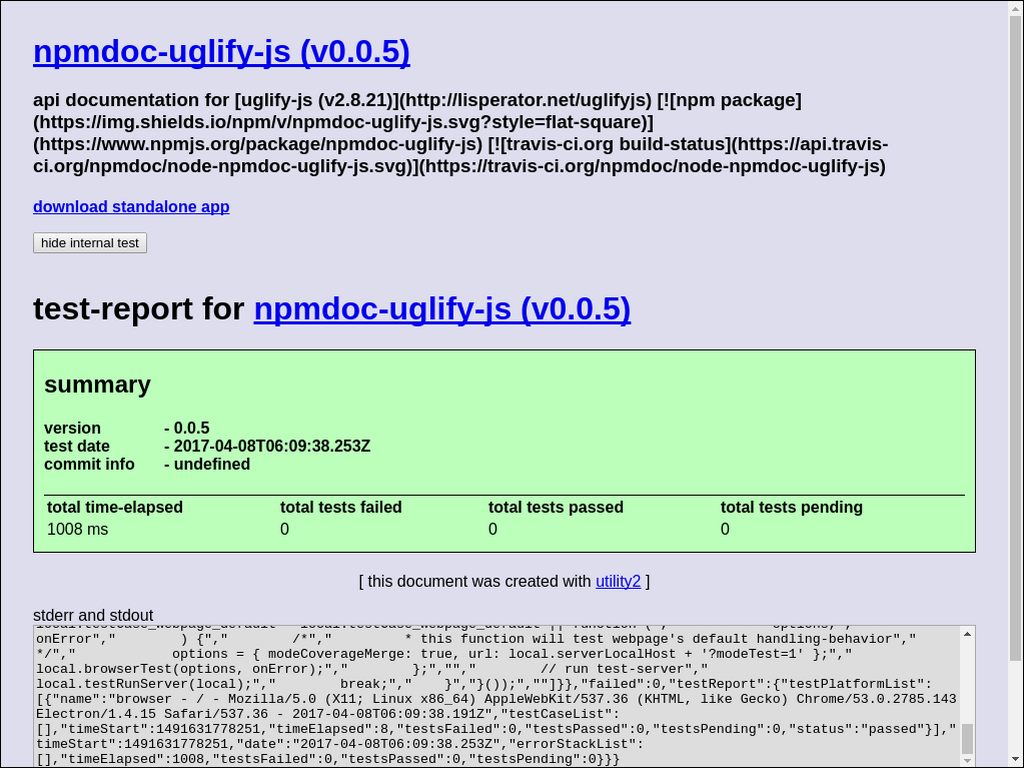 npmdoc-uglify-js (v0.0.5)
api documentation for [uglify-js (v2.8.21)](http://lisperator.net/uglifyjs) [![npm package]
(https://img.shields.io/npm/v/npmdoc-uglify-js.svg?style=flat-square)]
(https://www.npmjs.org/package/npmdoc-uglify-js) [![travis-ci.org build-status](https://api.travis-
ci.org/npmdoc/node-npmdoc-uglify-js.svg)](https://travis-ci.org/npmdoc/node-npmdoc-uglify-js)
download standalone app
hide internal test
test-report for npmdoc-uglify-js (v0.0.5)
summary
version - 0.0.5
test date - 2017-04-08T06:09:38.253Z
commit info - undefined
total time-elapsed total tests failed total tests passed total tests pending
1008 ms 0 0 0
[ this document was created with utility2 ]
stderr and stdout
onError"," ) {"," /*"," * this function will test webpage's default handling-behavior","
*/"," options = { modeCoverageMerge: true, url: local.serverLocalHost + '?modeTest=1' };","
local.browserTest(options, onError);"," };",""," // run test-server","
local.testRunServer(local);"," break;"," }","}());",""]}},"failed":0,"testReport":{"testPlatformList":
[{"name":"browser - / - Mozilla/5.0 (X11; Linux x86_64) AppleWebKit/537.36 (KHTML, like Gecko) Chrome/53.0.2785.143
Electron/1.4.15 Safari/537.36 - 2017-04-08T06:09:38.191Z","testCaseList":
[],"timeStart":1491631778251,"timeElapsed":8,"testsFailed":0,"testsPassed":0,"testsPending":0,"status":"passed"}],"
timeStart":1491631778251,"date":"2017-04-08T06:09:38.253Z","errorStackList":
[],"timeElapsed":1008,"testsFailed":0,"testsPassed":0,"testsPending":0}}}